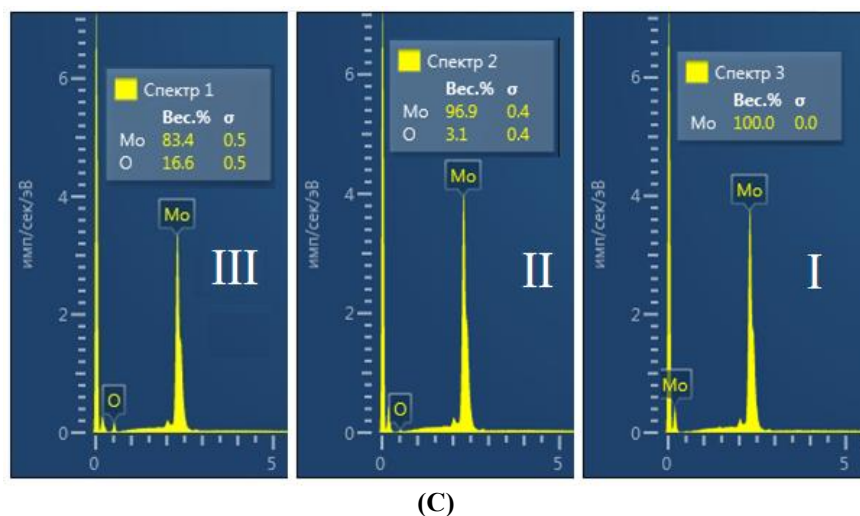 6
4
2
0
имп/сек/эВ
Спектр 1
Вес.% σ
Mo 83.4 0.5
O 16.6 0.5
Mo
III
O
0 5
6
4
2
0
имп/сек/эВ
Спектр 2
Вес.% σ
Mo 96.9 0.4
O 3.1 0.4
Mo
II
O
0 5
6
4
2
0
имп/сек/эВ
Спектр 3
Вес.% σ
Mo 100.0 0.0
Mo
I
Mo
0 5
(C)